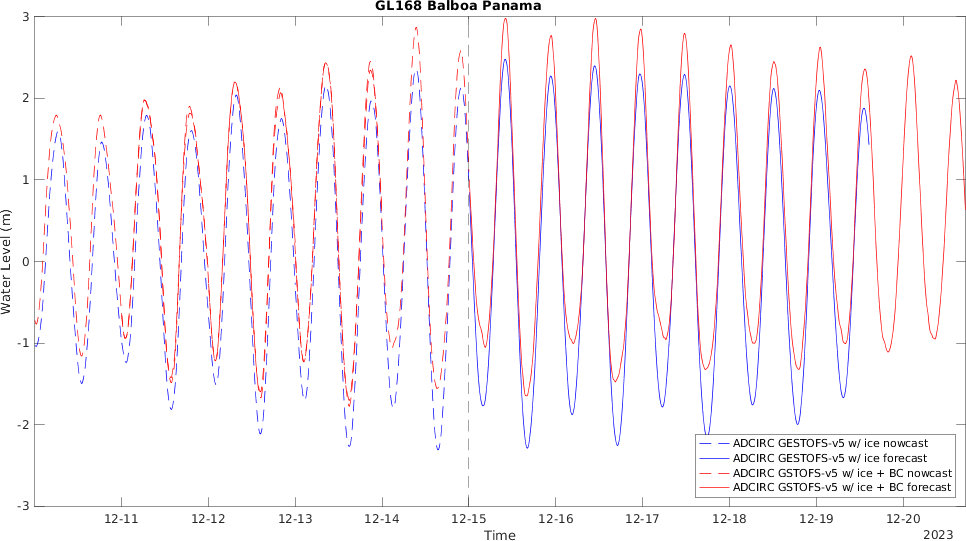 GL168 Balboa Panama
3
2
1
0
-1
-2
-3
Water Level (m)
ADCIRC GESTOFS-v5 w/ ice nowcast
ADCIRC GESTOFS-v5 w/ ice forecast
ADCIRC GSTOFS-v5 w/ ice + BC nowcast
ADCIRC GSTOFS-v5 w/ ice + BC forecast
12-11 12-12 12-13 12-14 12-15 12-16 12-17 12-18 12-19 12-20
Time
2023